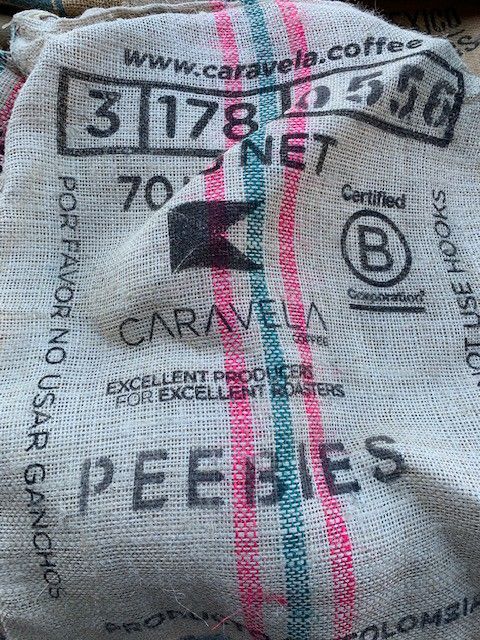 www.caravela.coffee
3 178
NET
70
Certified
B
Corporation
POR FAVOR NO USAR GANCHOS
USE HOOKS
CARAVELA
COFFEE
EXCELLENT PRODUCERS
FOR EXCELLENT ROASTERS
PEEBIES
COLOMBIA